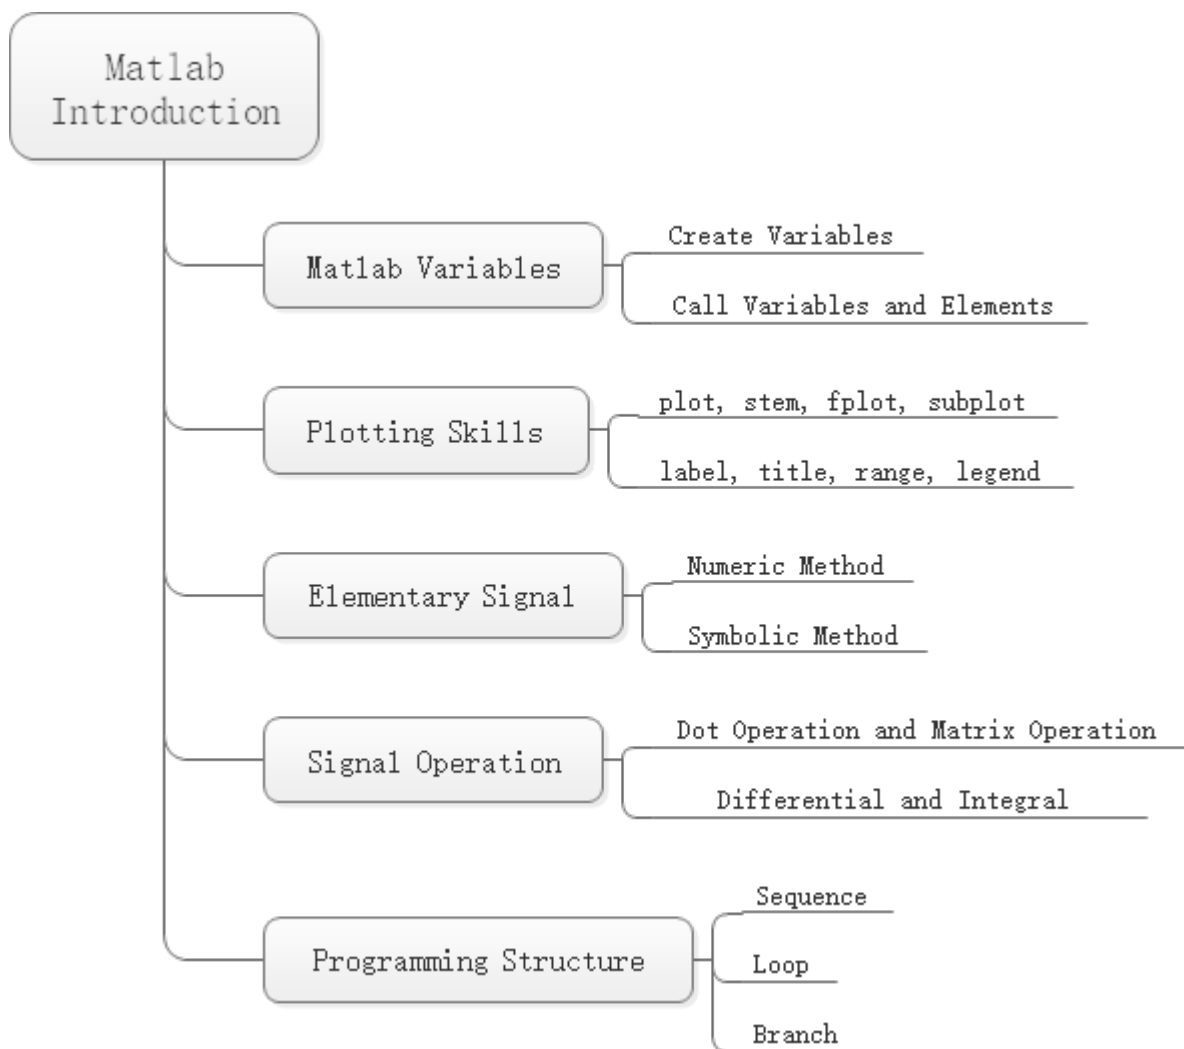 Matlab
Introduction
Matlab Variables
Create Variables
Call Variables and Elements
Plotting Skills
plot, stem, fplot, subplot
label, title, range, legend
Elementary Signal
Numeric Method
Symbolic Method
Signal Operation
Dot Operation and Matrix Operation
Differential and Integral
Programming Structure
Sequence
Loop
Branch